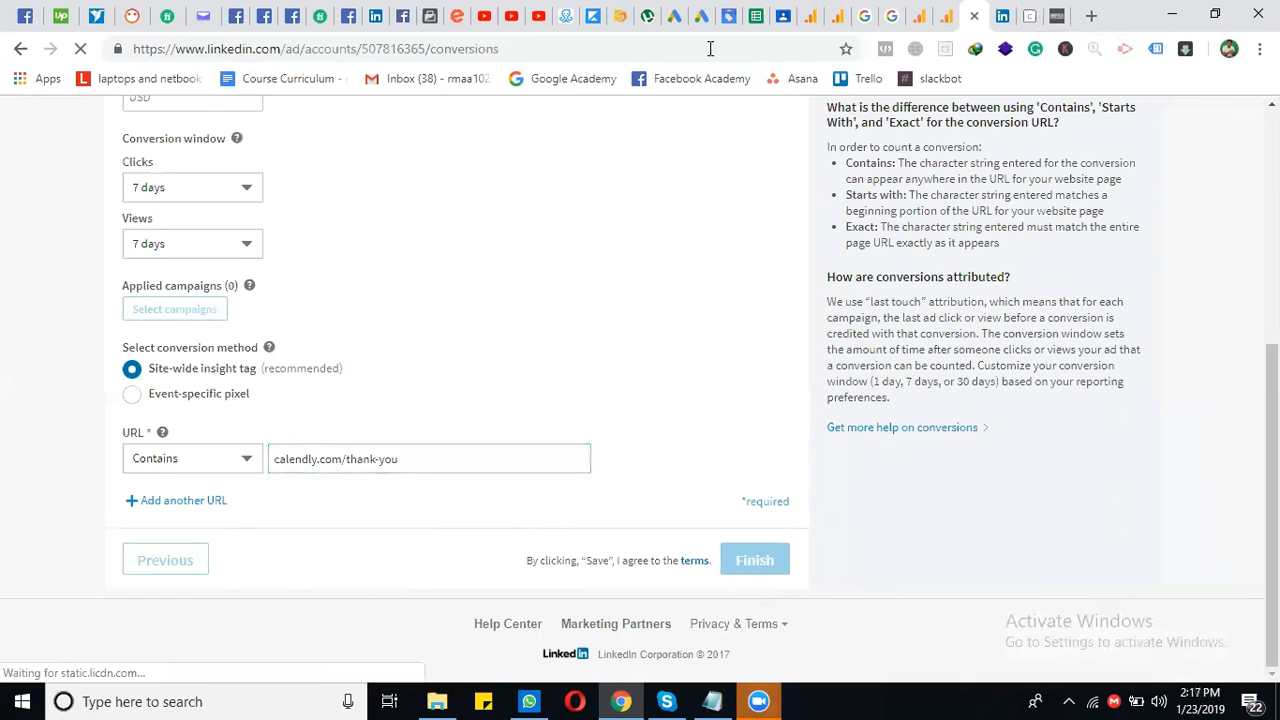 Up
fi
https://www.linkedin.com/ad/accounts/507816365/conversions
Apps
L laptops and netbook
Course Curriculum -
Inbox (38) - rmaa102
Google Academy
Facebook Academy
Asana
Trello
slackbot
USD
Conversion window
Clicks
7 days
Views
7 days
Applied campaigns (0)
Select campaigns
Select conversion method
Site-wide insight tag (recommended)
Event-specific pixel
URL *
Contains
calendly.com/thank-you
+ Add another URL
*required
Previous
By clicking, “Save”, I agree to the terms.
Finish
What is the difference between using 'Contains', 'Starts
With', and 'Exact' for the conversion URL?
In order to count a conversion:
• Contains: The character string entered for the conversion
can appear anywhere in the URL for your website page
• Starts with: The character string entered matches a
beginning portion of the URL for your website page
• Exact: The character string entered must match the entire
page URL exactly as it appears
How are conversions attributed?
We use “last touch” attribution, which means that for each
campaign, the last ad click or view before a conversion is
credited with that conversion. The conversion window sets
the amount of time after someone clicks or views your ad that
a conversion can be counted. Customize your conversion
window (1 day, 7 days, or 30 days) based on your reporting
preferences.
Get more help on conversions
Help Center
Marketing Partners
Privacy & Terms
Linked in LinkedIn Corporation © 2017
Activate Windows
Go to Settings to activate Windows.
Waiting for static.licdn.com...
Type here to search
2:17 PM
1/23/2019
22